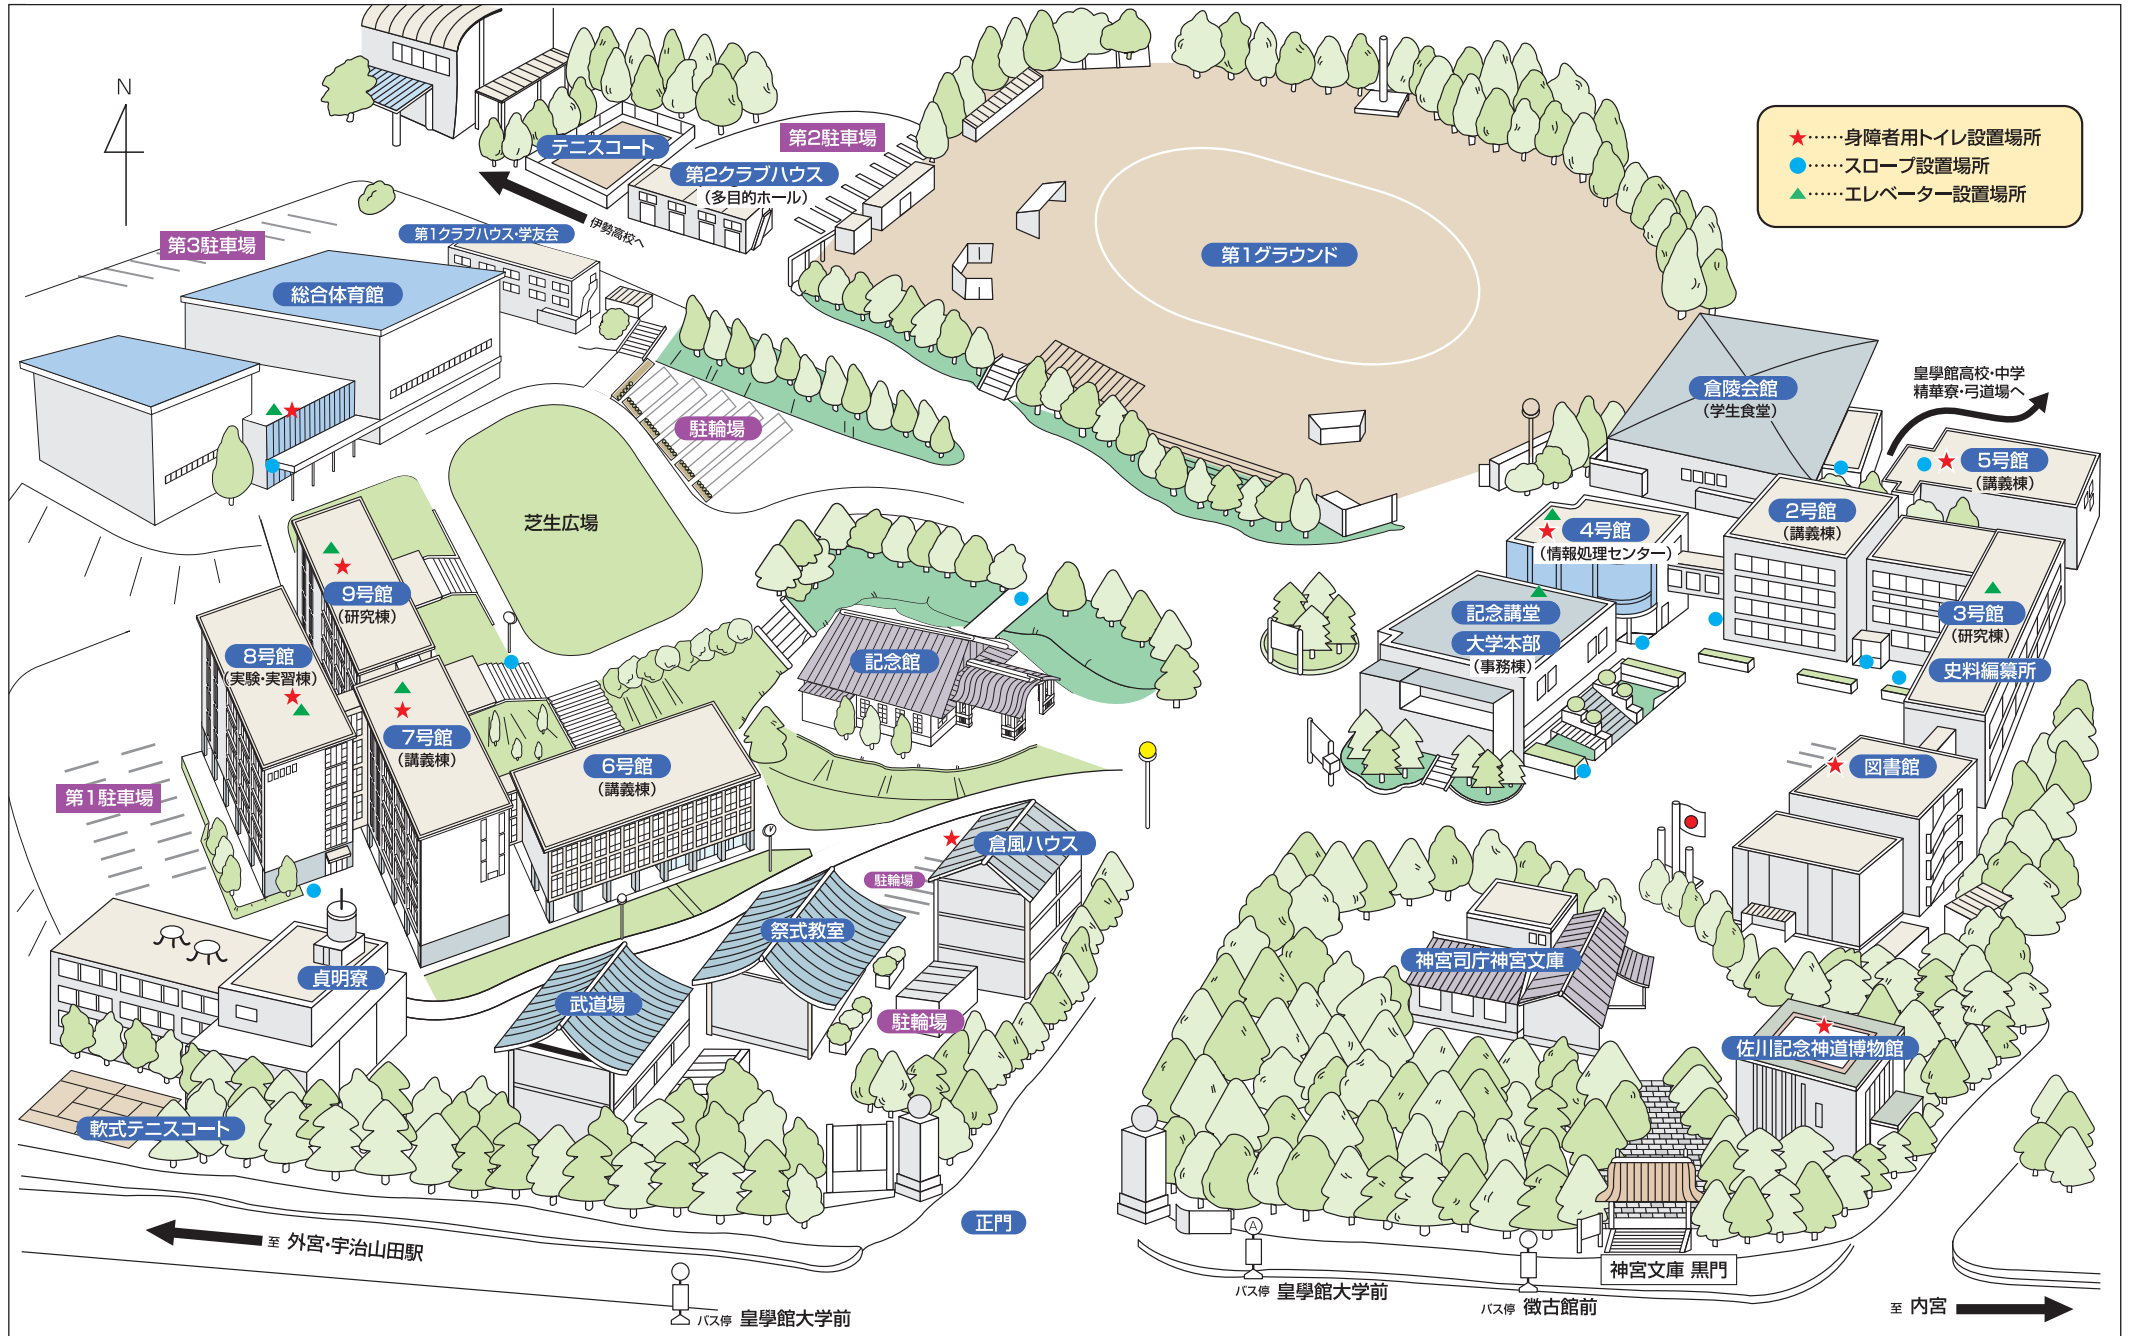 N
テニスコート
第2駐車場
第2クラブハウス
(多目的ホール)
伊勢高校へ
第1クラブハウス・学友会
第3駐車場
総合体育館
第1グラウンド
★……身障者用トイレ設置場所
●……スロープ設置場所
▲……エレベーター設置場所
倉陵会館
(学生食堂)
皇學館高校・中学
精華寮・弓道場へ
駐輪場
芝生広場
5号館
(講義棟)
2号館
(講義棟)
4号館
(情報処理センター)
9号館
(研究棟)
記念講堂
大学本部
(事務棟)
3号館
(研究棟)
史料編纂所
8号館
(実験・実習棟)
記念館
7号館
(講義棟)
6号館
(講義棟)
図書館
第1駐車場
倉風ハウス
駐輪場
祭式教室
神宮司庁神宮文庫
貞明寮
武道場
駐輪場
佐川記念神道博物館
軟式テニスコート
正門
至 外宮・宇治山田駅
A
神宮文庫 黒門
バス停 皇學館大学前
バス停 徴古館前
至 内宮
バス停 皇學館大学前